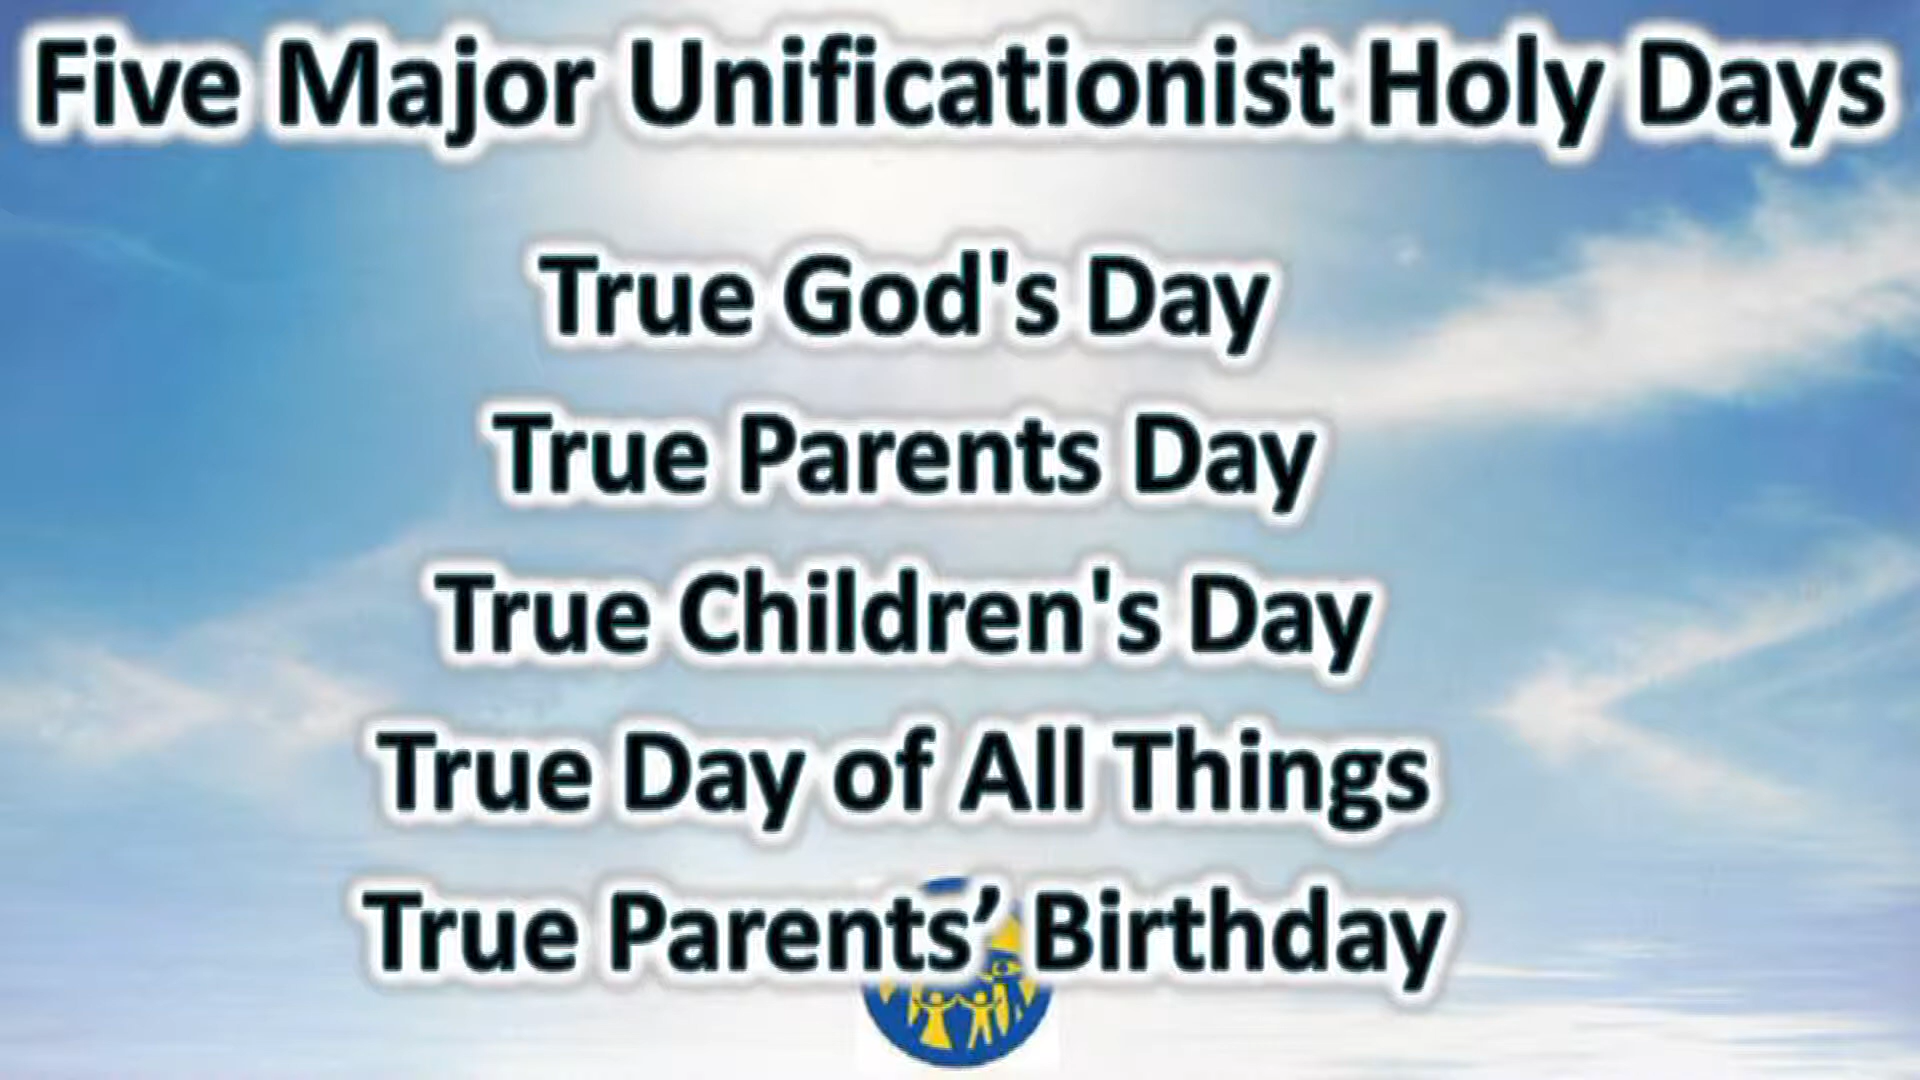 Five Major Unificationist Holy Days
True God's Day
True Parents Day
True Children's Day
True Day of All Things
True Parents’ Birthday